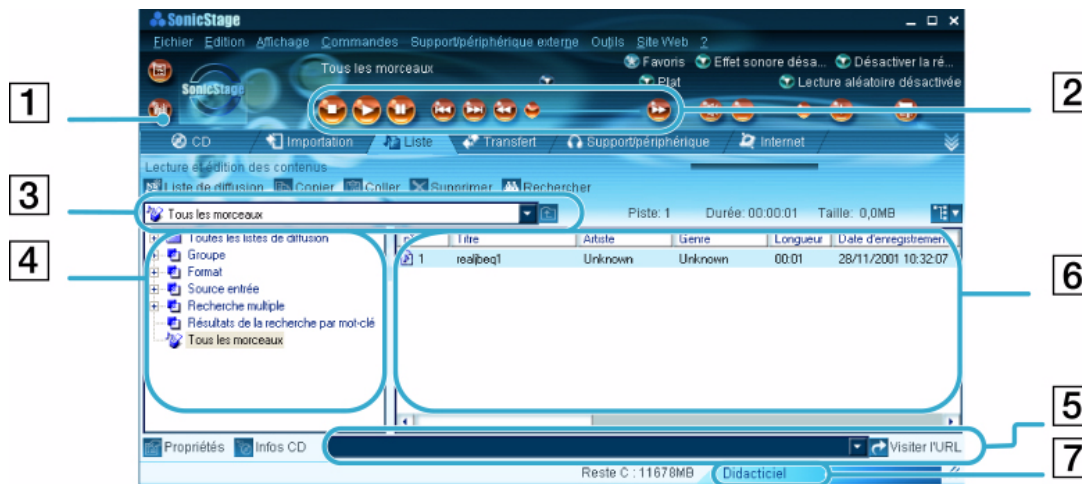 SonicStage
Fichier Edition Affichage Commandes Support/périphérique externe Outils Site Web ?
Tous les morceaux
Favoris Effet sonore désa... Désactiver la ré...
Plat Lecture aléatoire désactivée
SonicStage
1
2
CD Importation Liste Transfert Support/périphérique Internet
Lecture et édition des contenus
Liste de diffusion Copier Coller Supprimer Rechercher
3
Tous les morceaux
Piste: 1 Durée: 00:00:01 Taille: 0,0MB
4
Toutes les listes de diffusion
Groupe
Format
Source entrée
Recherche multiple
Résultats de la recherche par mot-clé
Tous les morceaux
Titre Artiste Genre Longueur Date d'enregistremen
1 realjbeq1 Unknown Unknown 00:01 28/11/2001 10:32:07
6
5
Propriétés Infos CD
Visiter l'URL
7
Reste C : 11678MB Didacticiel